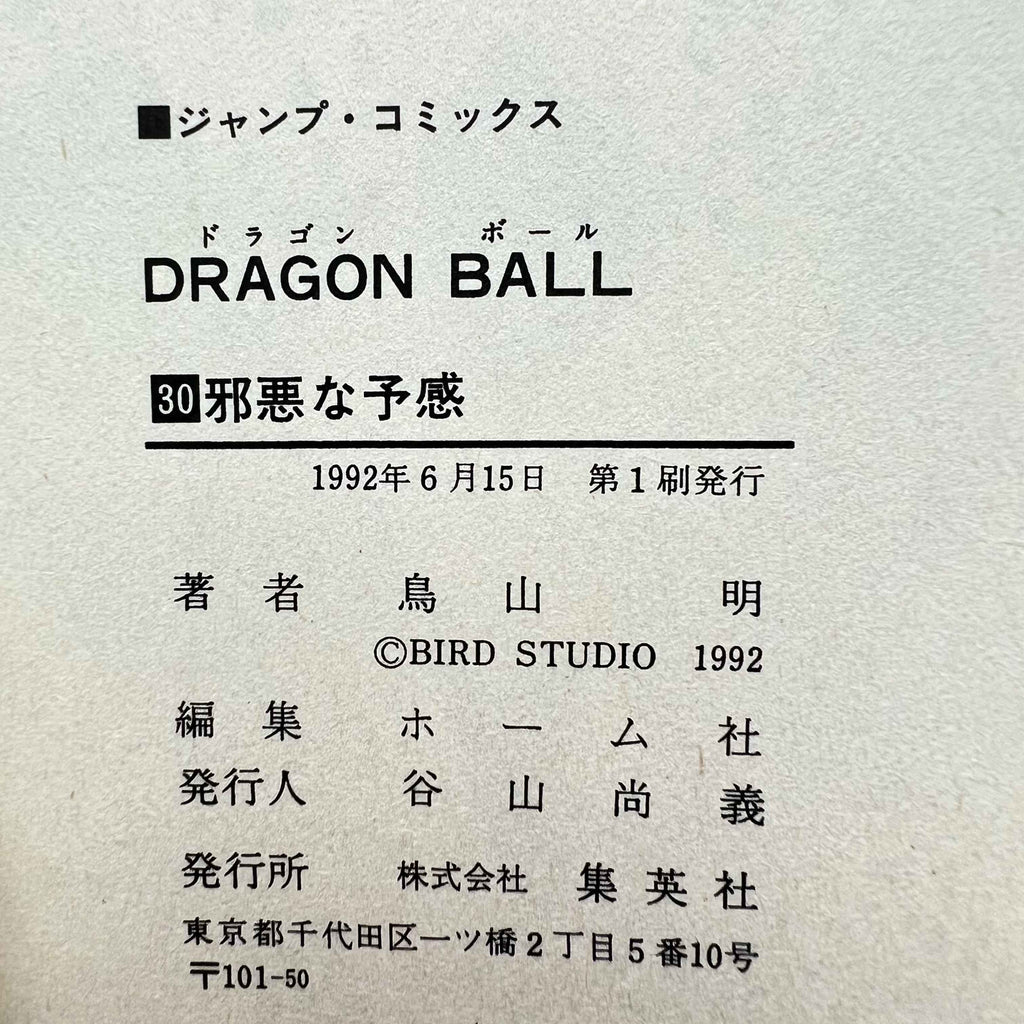 ■ジャンプ・コミックス
ドラゴン ボール
DRAGON BALL
30邪悪な予感
1992年6月15日 第1刷発行
著者 鳥山明
©BIRD STUDIO 1992
編集 ホーム社
発行人 谷山尚義
発行所 株式会社 集英社
東京都千代田区一ツ橋2丁目5番10号
〒101-50